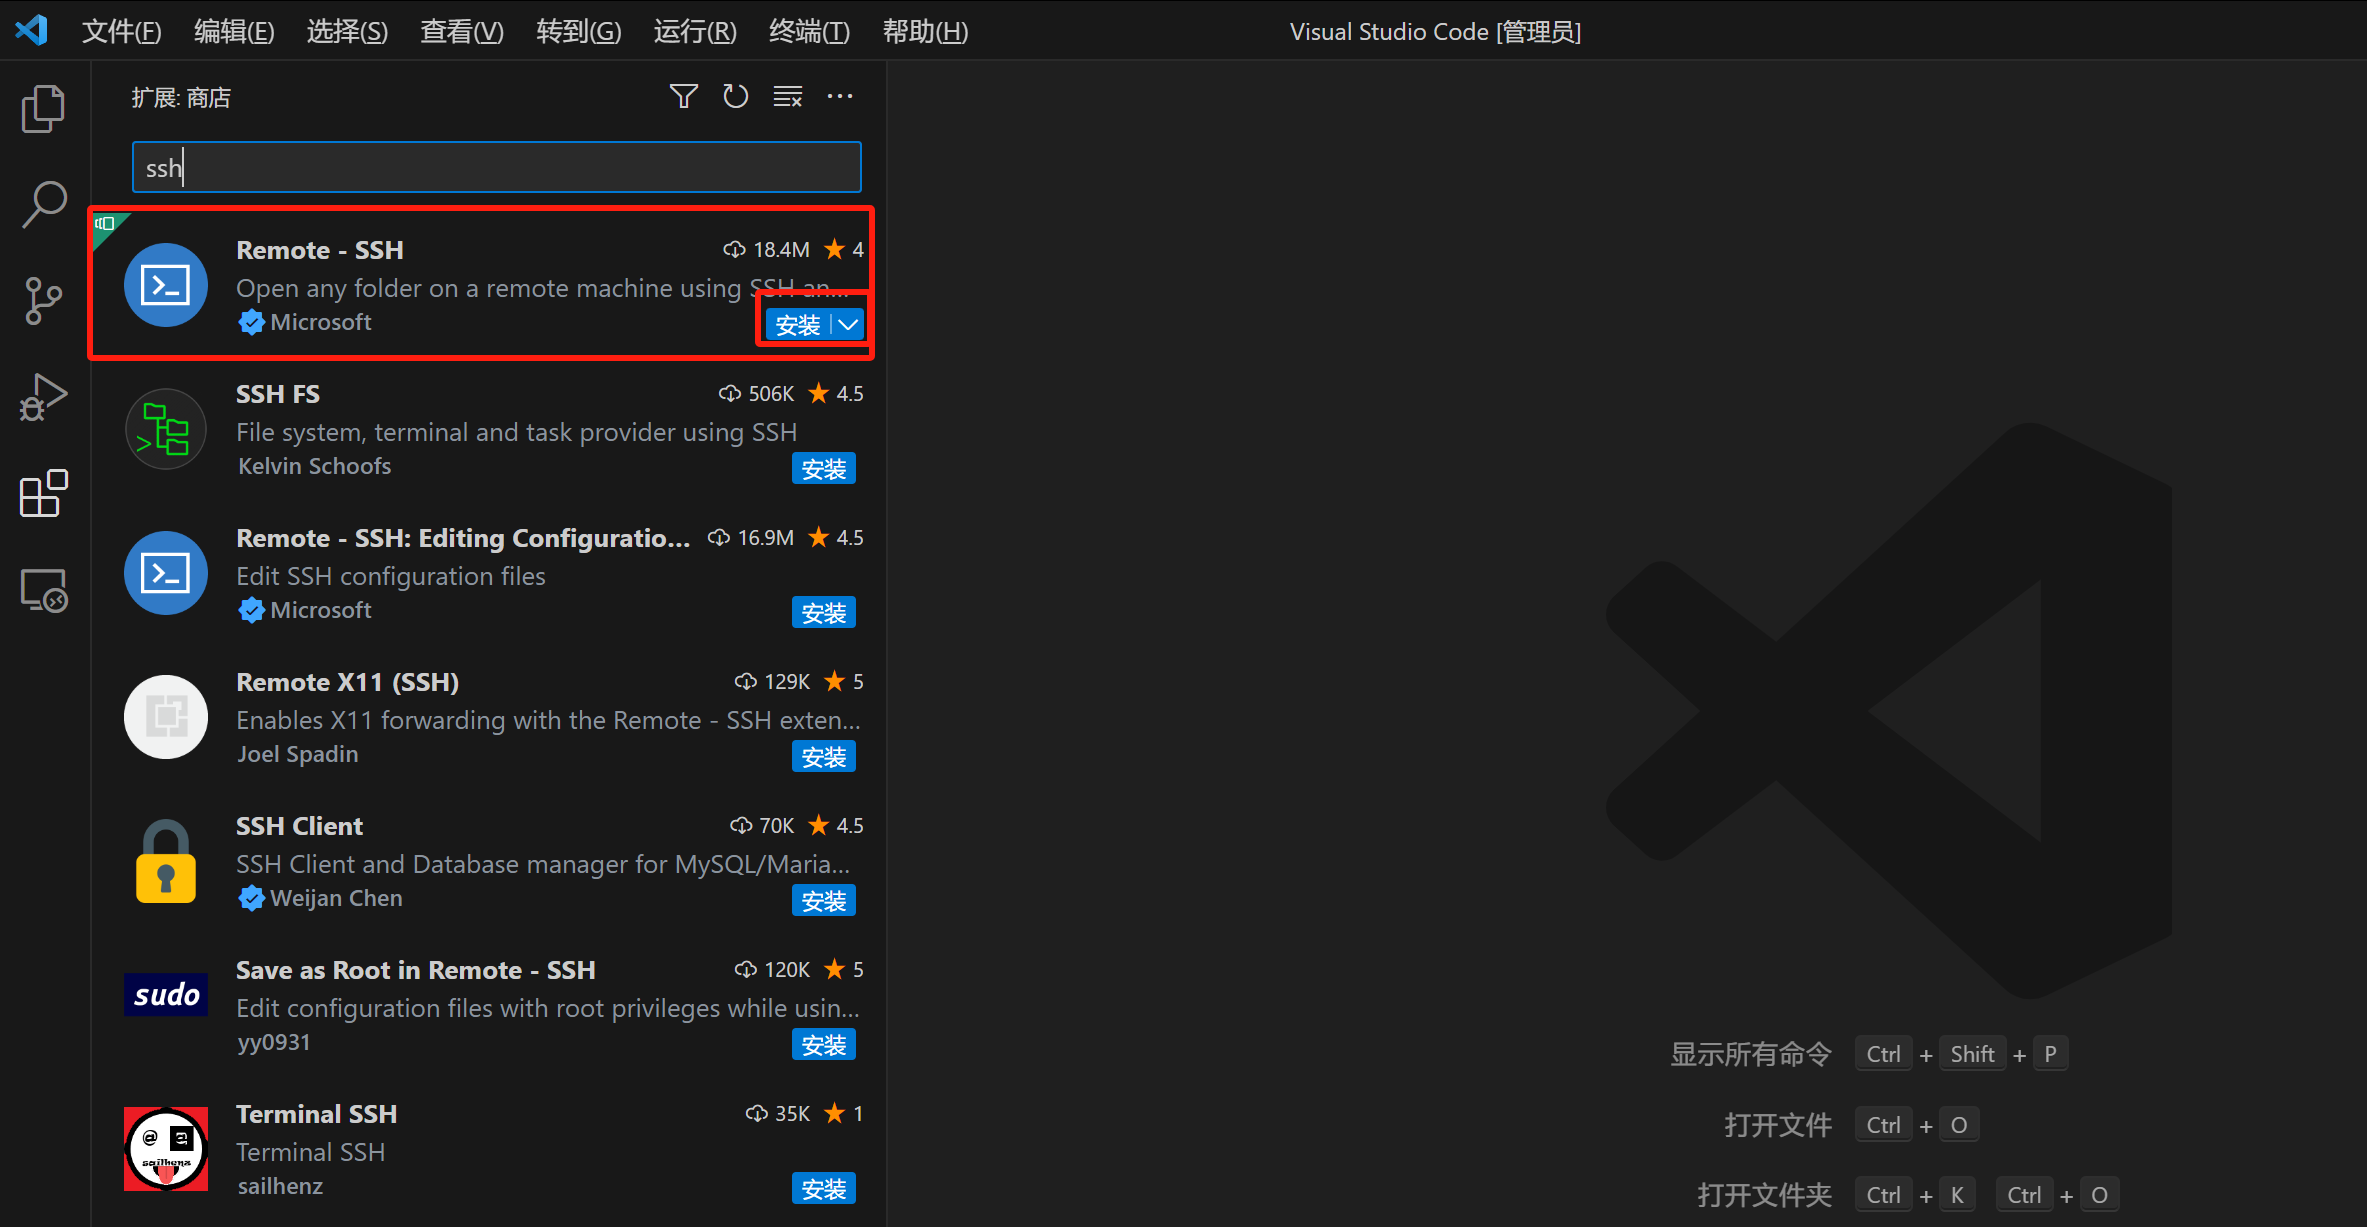 文件(F) 编辑(E) 选择(S) 查看(V) 转到(G) 运行(R) 终端(T) 帮助(H) Visual Studio Code [管理员]
扩展: 商店
ssh
Remote - SSH 18.4M ★ 4
Open any folder on a remote machine using SSH an...
Microsoft 安装
SSH FS 506K ★ 4.5
File system, terminal and task provider using SSH
Kelvin Schoofs 安装
Remote - SSH: Editing Configuratio... 16.9M ★ 4.5
Edit SSH configuration files
Microsoft 安装
Remote X11 (SSH) 129K ★ 5
Enables X11 forwarding with the Remote - SSH exten...
Joel Spadin 安装
SSH Client 70K ★ 4.5
SSH Client and Database manager for MySQL/Maria...
Weijan Chen 安装
sudo
Save as Root in Remote - SSH 120K ★ 5
Edit configuration files with root privileges while usin...
yy0931 安装
Terminal SSH 35K ★ 1
Terminal SSH
sailhenz
sailhenz 安装
显示所有命令 Ctrl + Shift + P
打开文件 Ctrl + O
打开文件夹 Ctrl + K Ctrl + O